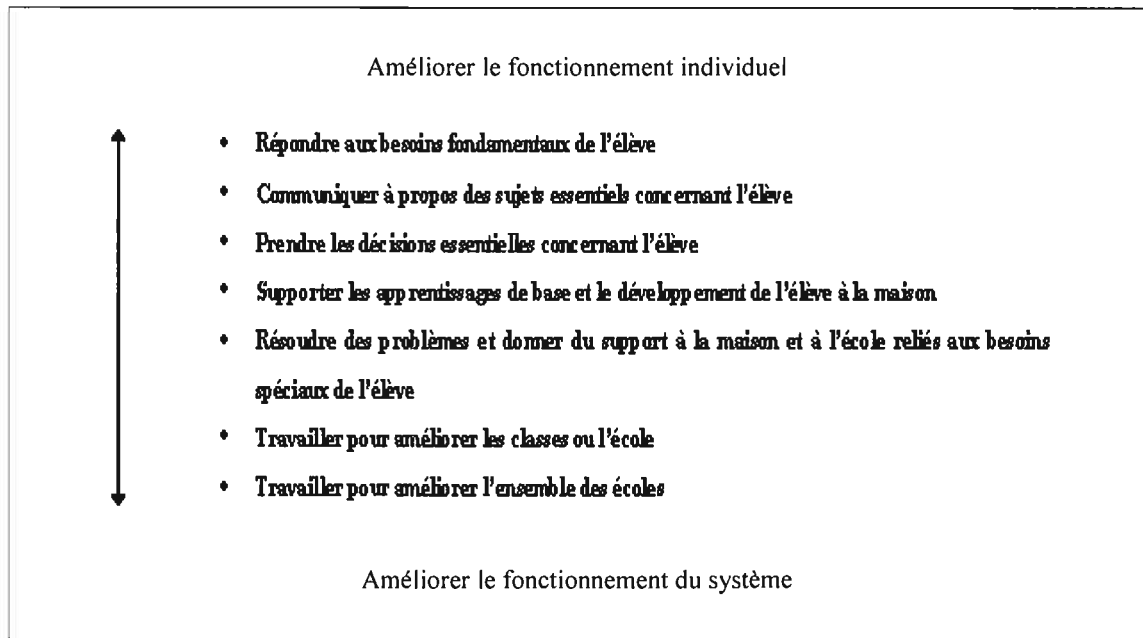 Améliorer le fonctionnement individuel
• Répondre aux besoins fondamentaux de l'élève
• Communiquer à propos des sujets essentiels concernant l'élève
• Prendre les décisions essentielles concernant l'élève
• Supporter les apprentissages de base et le développement de l'élève à la maison
• Résoudre des problèmes et donner du support à la maison et à l'école reliés aux besoins
spéciaux de l'élève
• Travailler pour améliorer les classes ou l'école
• Travailler pour améliorer l'ensemble des écoles
Améliorer le fonctionnement du système